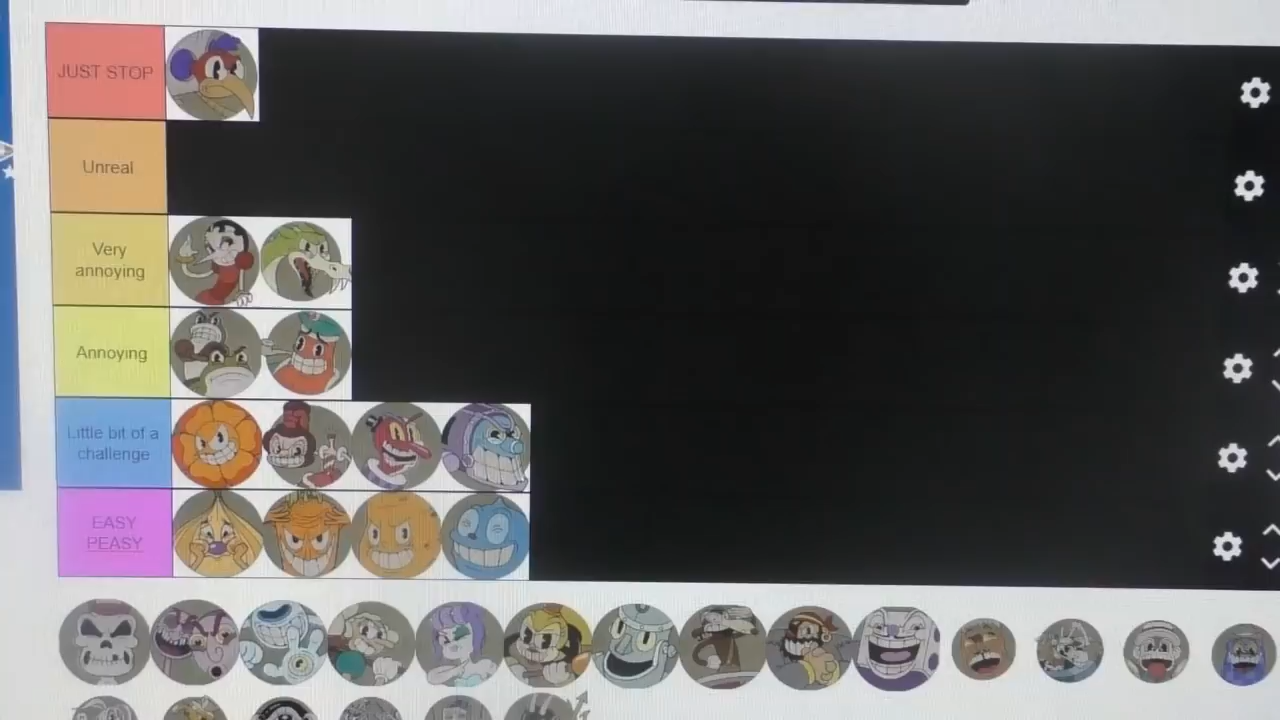 JUST STOP
Unreal
Very
annoying
Annoying
Little bit of a
challenge
EASY
PEASY